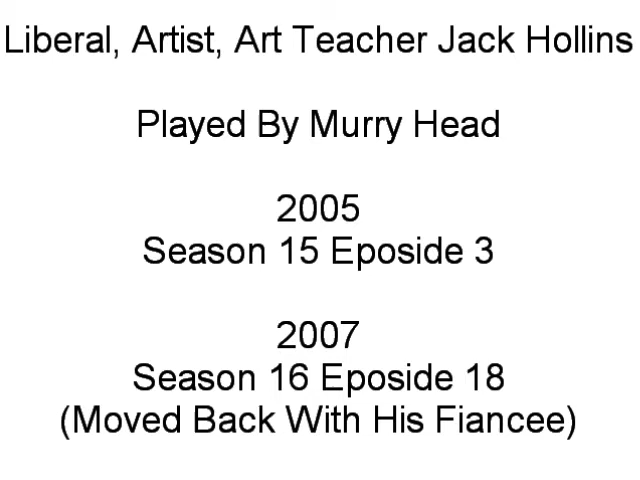 Liberal, Artist, Art Teacher Jack Hollins
Played By Murry Head
2005
Season 15 Eposide 3
2007
Season 16 Eposide 18
(Moved Back With His Fiancee)